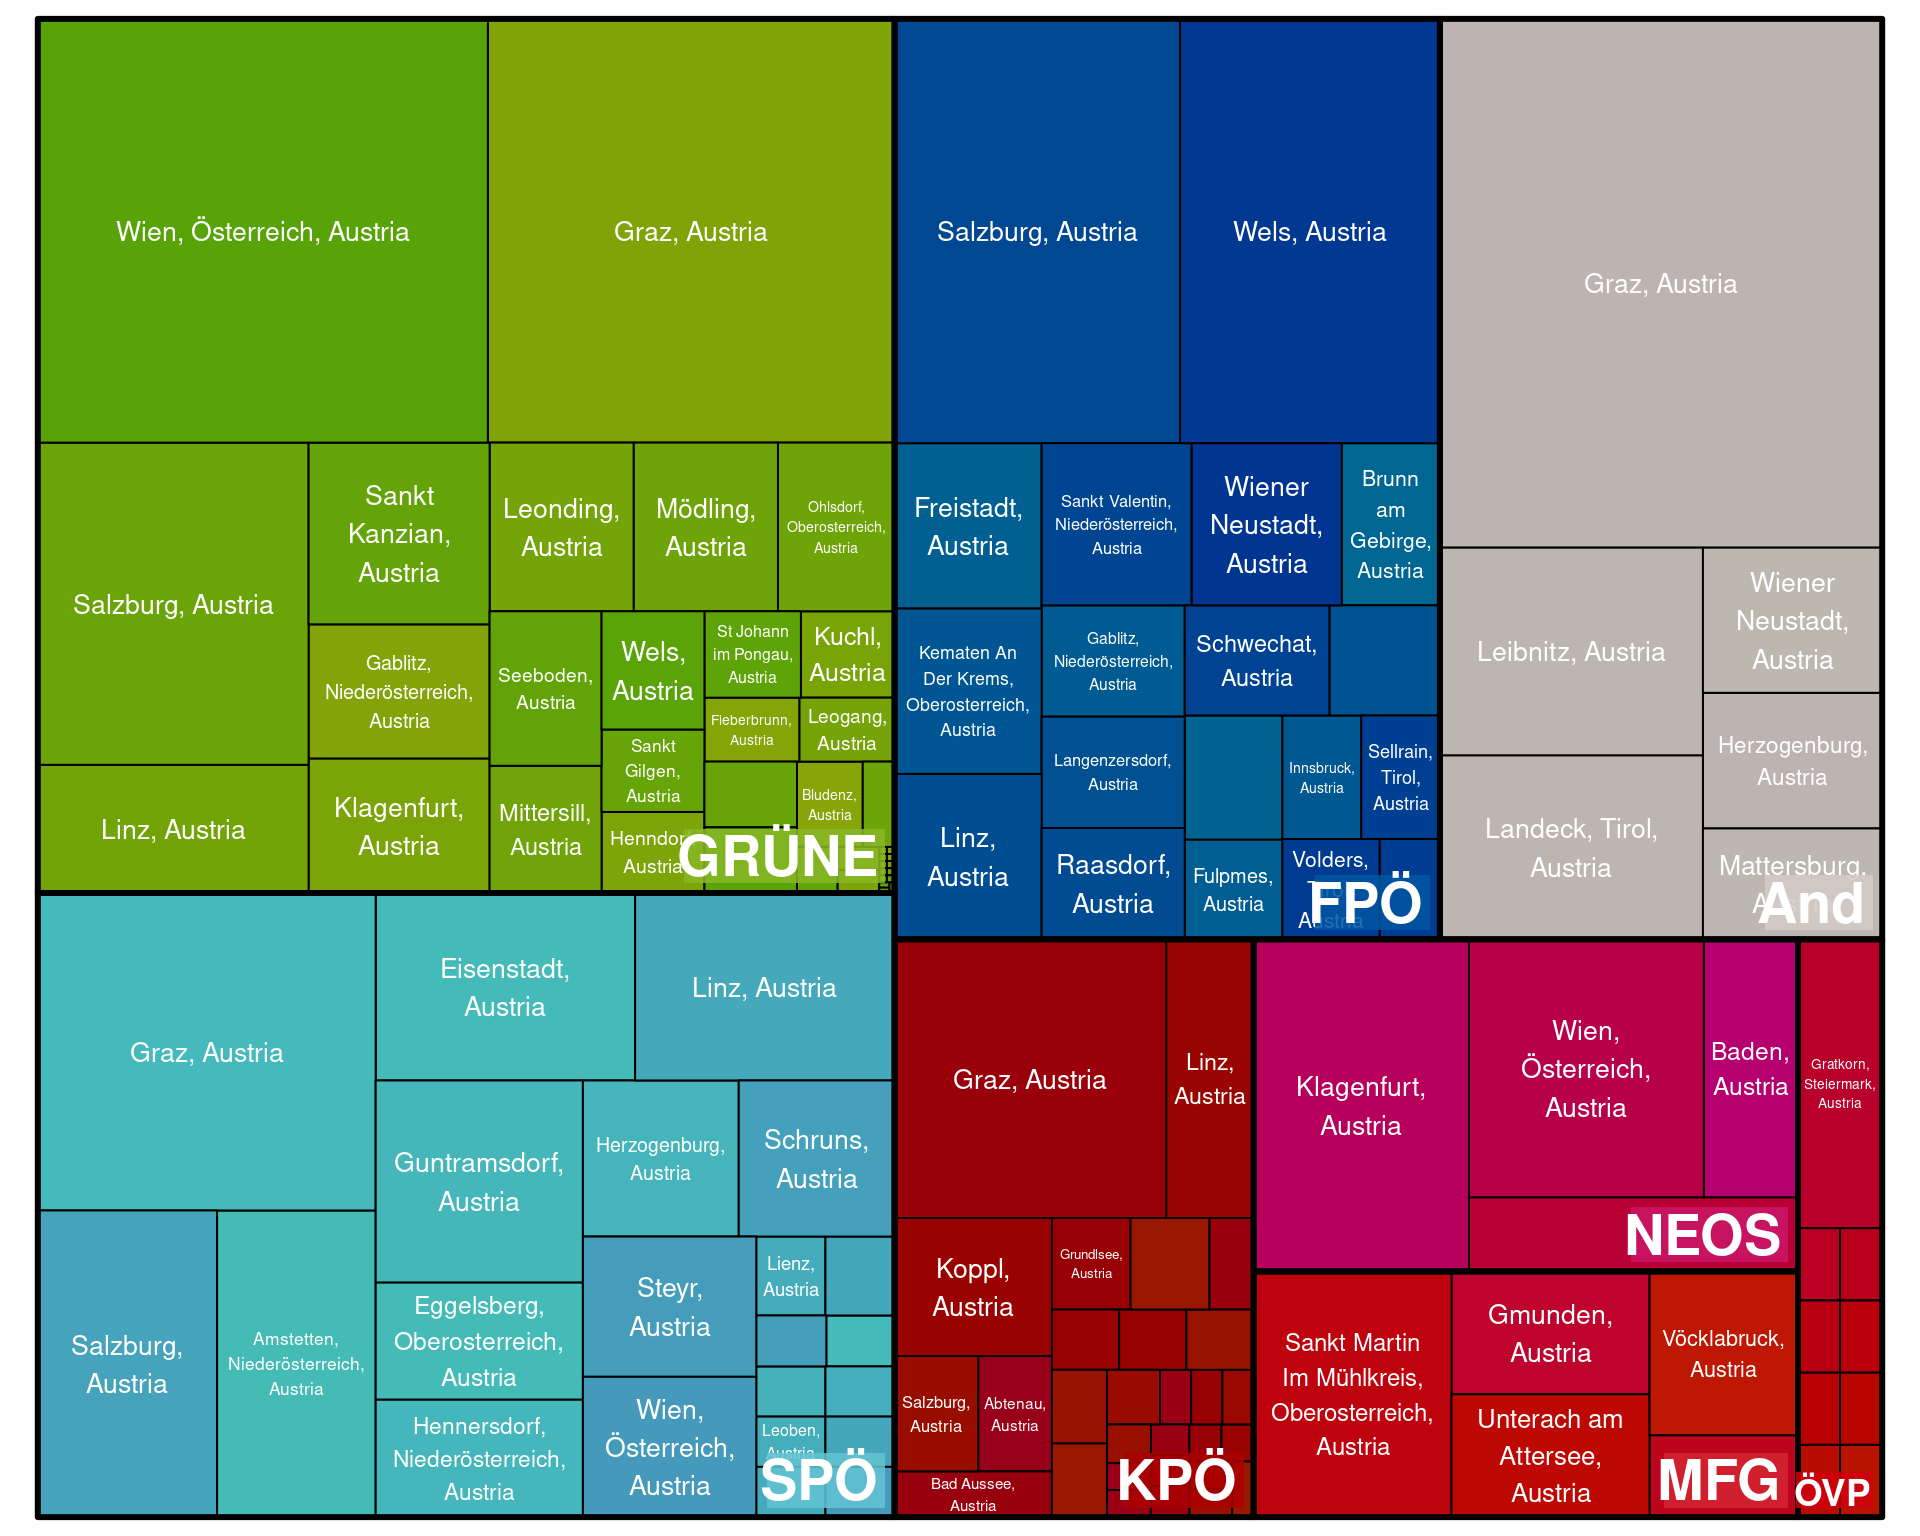 Wien, Österreich, Austria
Graz, Austria
Salzburg, Austria
Sankt
Kanzian,
Austria
Leonding,
Austria
Mödling,
Austria
Ohlsdorf,
Oberosterreich,
Austria
Gablitz,
Niederösterreich,
Austria
Seeboden,
Austria
Wels,
Austria
St Johann
im Pongau,
Austria
Kuchl,
Austria
Fieberbrunn,
Austria
Leogang,
Austria
Linz, Austria
Klagenfurt,
Austria
Mittersill,
Austria
Sankt
Gilgen,
Austria
Bludenz,
Austria
Austria
GRÜNE
Salzburg, Austria
Wels, Austria
Freistadt,
Austria
Sankt Valentin,
Niederösterreich,
Austria
Wiener
Neustadt,
Austria
Brunn
am
Gebirge,
Austria
Kematen An
Der Krems,
Oberosterreich,
Austria
Gablitz,
Niederösterreich,
Austria
Schwechat,
Austria
Langenzersdorf,
Austria
Innsbruck,
Austria
Sellrain,
Tirol,
Austria
Linz,
Austria
Raasdorf,
Austria
Fulpmes,
Austria
Volders,
Tirol,
Austria
FPÖ
Graz, Austria
Leibnitz, Austria
Wiener
Neustadt,
Austria
Herzogenburg,
Austria
Landeck, Tirol,
Austria
Mattersburg,
And
Graz, Austria
Eisenstadt,
Austria
Linz, Austria
Guntramsdorf,
Austria
Herzogenburg,
Austria
Schruns,
Austria
Salzburg,
Austria
Amstetten,
Niederösterreich,
Austria
Eggelsberg,
Oberosterreich,
Austria
Steyr,
Austria
Lienz,
Austria
Hennersdorf,
Niederösterreich,
Austria
Wien,
Österreich,
Austria
Leoben,
Austria
SPÖ
Graz, Austria
Linz,
Austria
Koppl,
Austria
Grundlsee,
Austria
Salzburg,
Austria
Abtenau,
Austria
Bad Aussee,
Austria
KPÖ
Klagenfurt,
Austria
Wien,
Österreich,
Austria
Baden,
Austria
NEOS
Sankt Martin
Im Mühlkreis,
Oberosterreich,
Austria
Gmunden,
Austria
Vöcklabruck,
Austria
Unterach am
Attersee,
Austria
MFG
Gratkorn,
Steiermark,
Austria
ÖVP